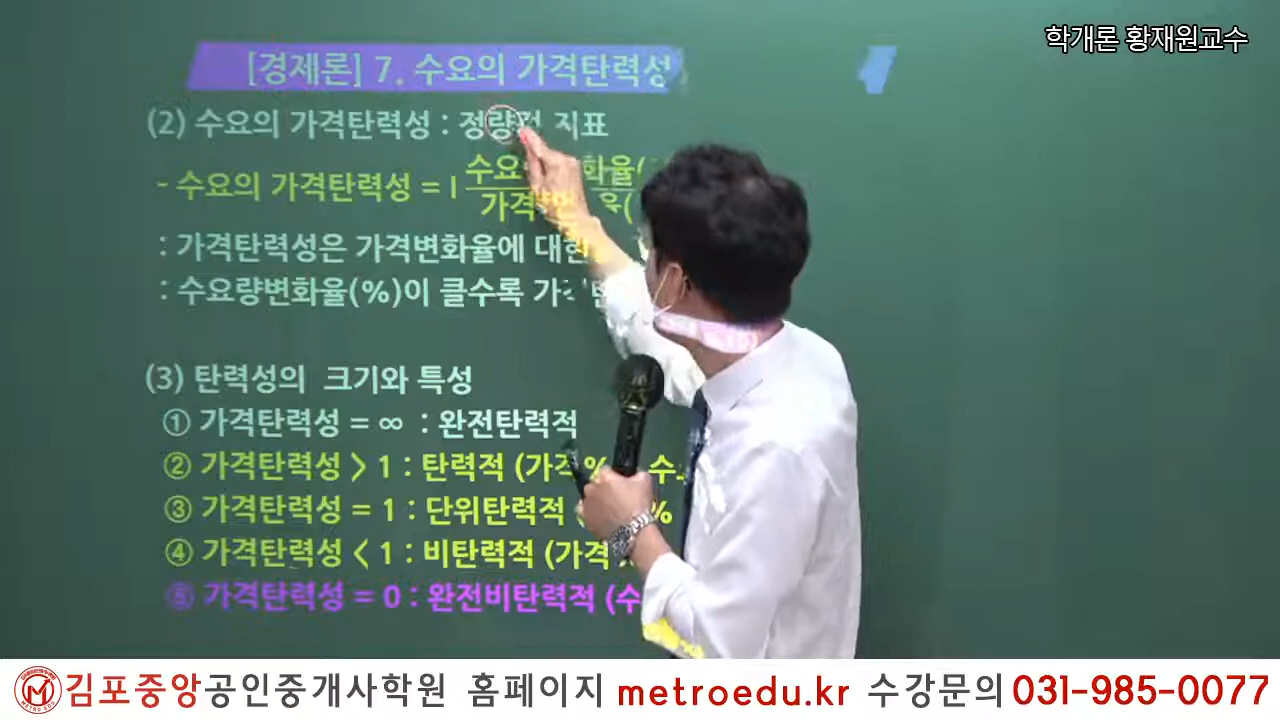 학개론 황재원교수
[경제론] 7. 수요의 가격탄력성
(2) 수요의 가격탄력성 : 정량적 지표
- 수요의 가격탄력성 = |
: 가격탄력성은 가격변화율에 대한
: 수요량변화율(%)이 클수록
(3) 탄력성의 크기와 특성
① 가격탄력성 = ∞ : 완전탄력적
② 가격탄력성 > 1 : 탄력적 (가격%
③ 가격탄력성 = 1 : 단위탄력적 %
④ 가격탄력성 < 1 : 비탄력적 (가격
⑤ 가격탄력성 = 0 : 완전비탄력적 (수
METRO EDU
김포중앙공인중개사학원 홈페이지 metroedu.kr 수강문의 031-985-0077